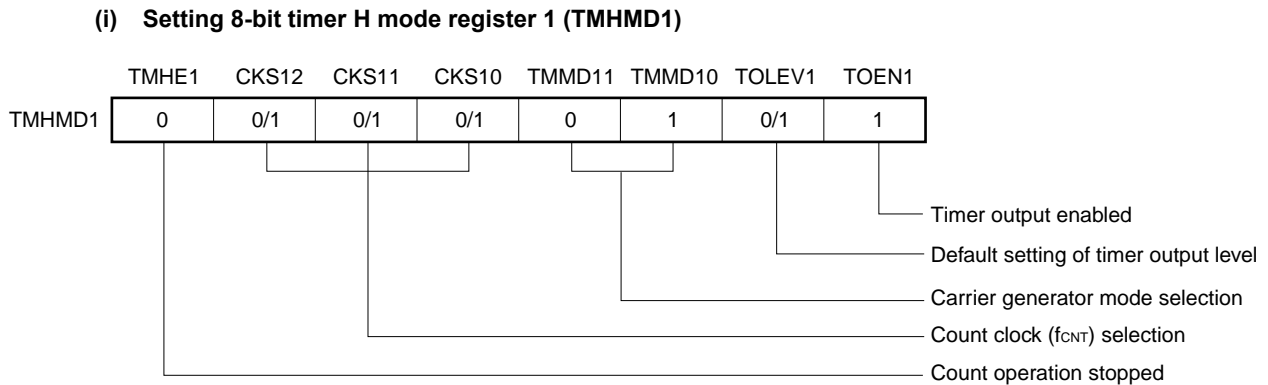 (i) Setting 8-bit timer H mode register 1 (TMHMD1)
TMHE1 CKS12 CKS11 CKS10 TMMD11 TMMD10 TOLEV1 TOEN1
TMHMD1 0 0/1 0/1 0/1 0 1 0/1 1
Timer output enabled
Default setting of timer output level
Carrier generator mode selection
Count clock (fCNT) selection
Count operation stopped